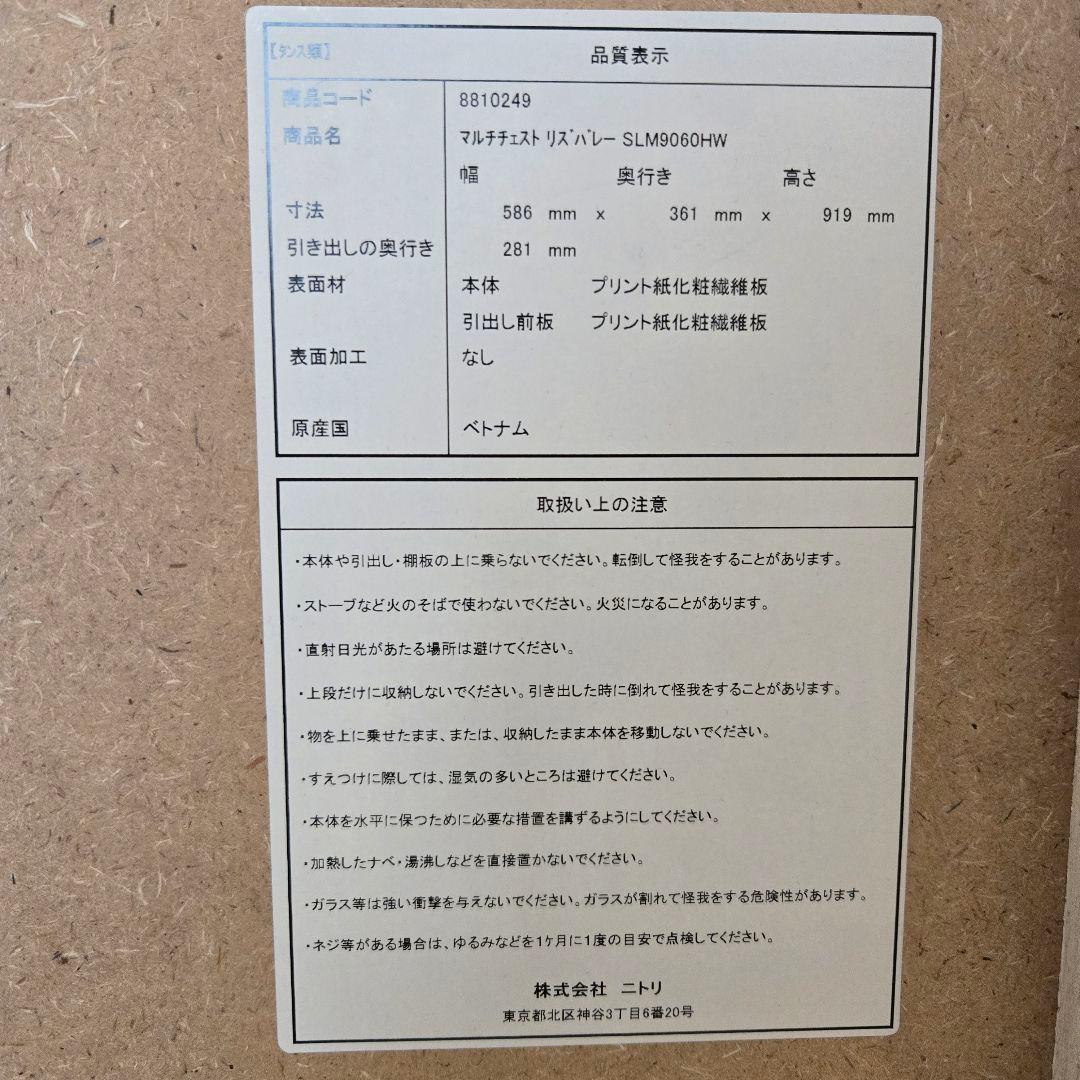 【タンス類】 品質表示
商品コード 8810249
商品名 マルチチェスト リズバレー SLM9060HW
幅 奥行き 高さ
寸法 586 mm x 361 mm x 919 mm
引き出しの奥行き 281 mm
表面材 本体 プリント紙化粧繊維板
引出し前板 プリント紙化粧繊維板
表面加工 なし
原産国 ベトナム
取扱い上の注意
・本体や引出し・棚板の上に乗らないでください。転倒して怪我をすることがあります。
・ストーブなど火のそばで使わないでください。火災になることがあります。
・直射日光があたる場所は避けてください。
・上段だけに収納しないでください。引き出した時に倒れて怪我をすることがあります。
・物を上に乗せたまま、または、収納したまま本体を移動しないでください。
・すえつけに際しては、湿気の多いところは避けてください。
・本体を水平に保つために必要な措置を講ずるようにしてください。
・加熱したナベ・湯沸しなどを直接置かないでください。
・ガラス等は強い衝撃を与えないでください。ガラスが割れて怪我をする危険性があります。
・ネジ等がある場合は、ゆるみなどを1ケ月に1度の目安で点検してください。
株式会社 ニトリ
東京都北区神谷3丁目6番20号